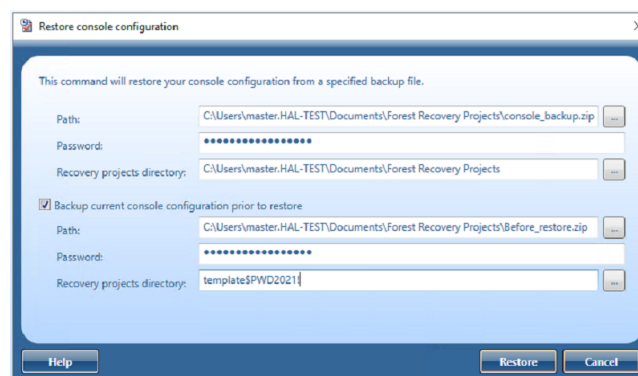 Restore console configuration
This command will restore your console configuration from a specified backup file.
Path: C:\Users\master.HAL-TEST\Documents\Forest Recovery Projects\console_backup.zip ...
Password: •••••••••••••••••
Recovery projects directory: C:\Users\master.HAL-TEST\Documents\Forest Recovery Projects ...
Backup current console configuration prior to restore
Path: C:\Users\master.HAL-TEST\Documents\Forest Recovery Projects\Before_restore.zip ...
Password: •••••••••••••••••
Recovery projects directory: template$PWD2021! ...
Help Restore Cancel